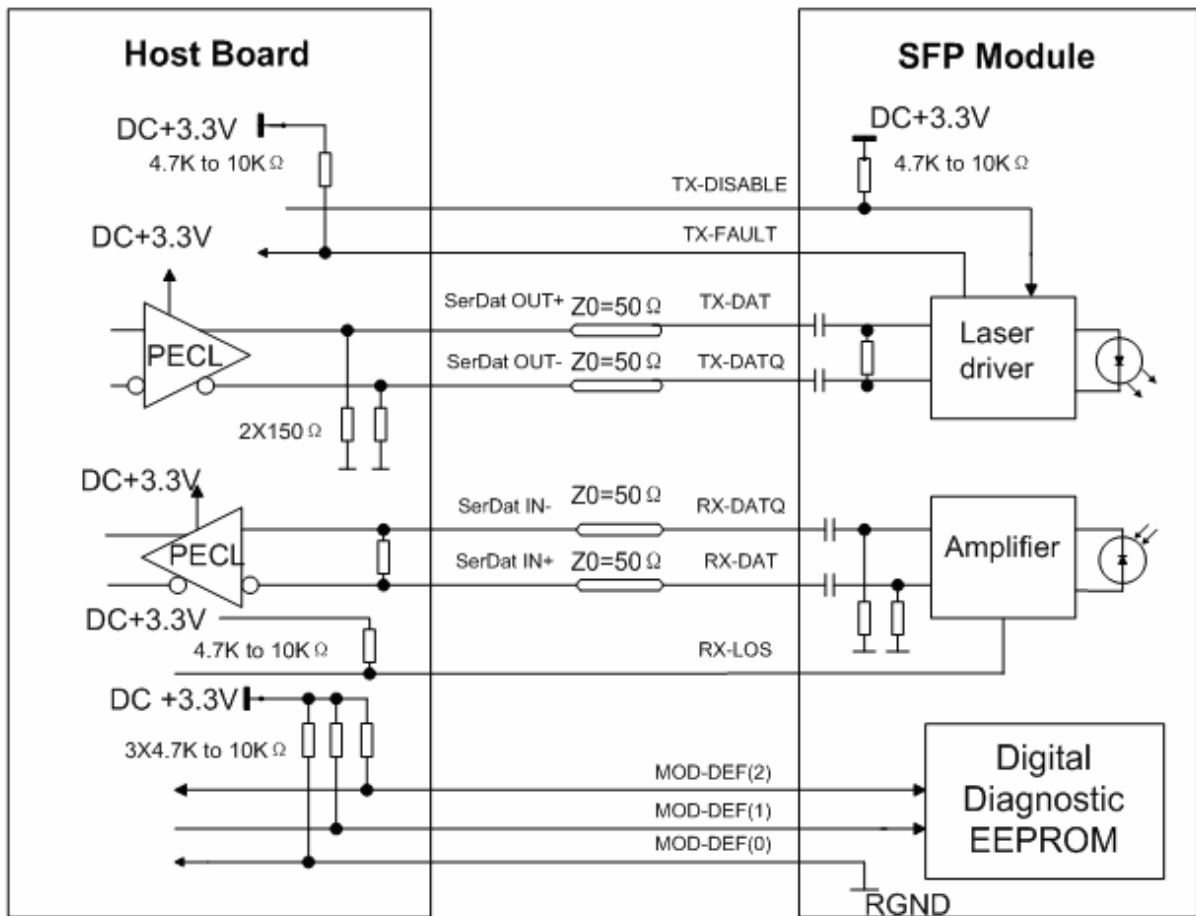 Host Board
SFP Module
DC+3.3V
4.7K to 10KΩ
DC+3.3V
4.7K to 10KΩ
TX-DISABLE
TX-FAULT
DC+3.3V
PECL
SerDat OUT+
Z0=50 Ω
TX-DAT
SerDat OUT-
Z0=50 Ω
TX-DATQ
Laser
driver
2X150 Ω
DC+3.3V
PECL
SerDat IN-
Z0=50 Ω
RX-DATQ
SerDat IN+
Z0=50 Ω
RX-DAT
Amplifier
DC+3.3V
4.7K to 10KΩ
RX-LOS
DC +3.3V
3X4.7K to 10K Ω
MOD-DEF(2)
MOD-DEF(1)
MOD-DEF(0)
Digital
Diagnostic
EEPROM
RGND